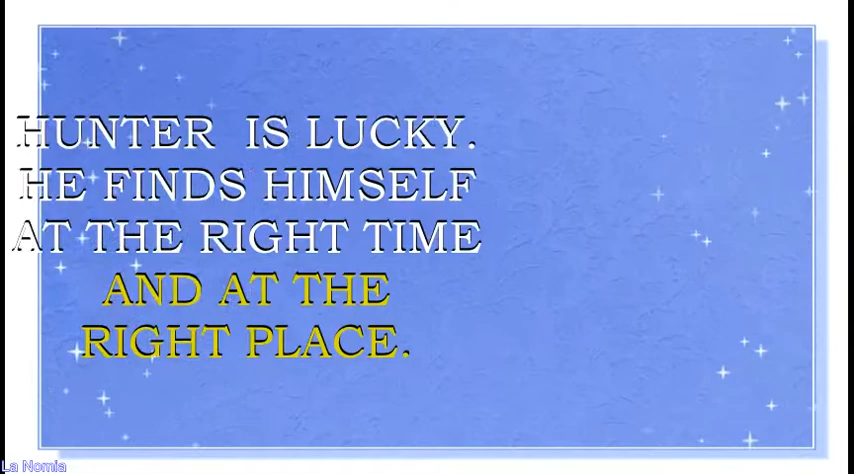 HUNTER IS LUCKY.
HE FINDS HIMSELF
AT THE RIGHT TIME
AND AT THE
RIGHT PLACE.
La Nomia